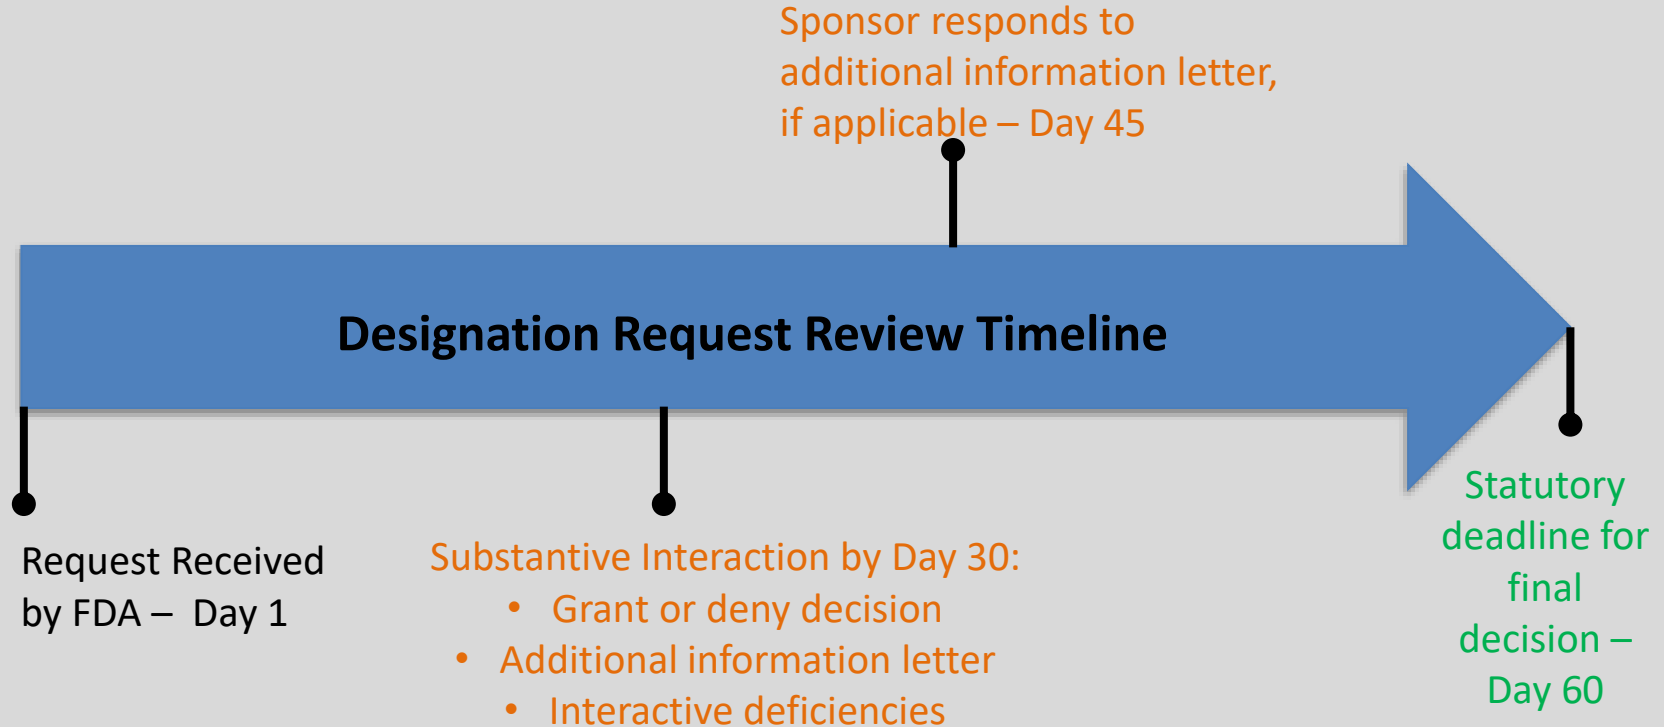 Sponsor responds to
additional information letter,
if applicable – Day 45
Designation Request Review Timeline
Request Received
by FDA – Day 1
Substantive Interaction by Day 30:
• Grant or deny decision
• Additional information letter
• Interactive deficiencies
Statutory
deadline for
final
decision –
Day 60